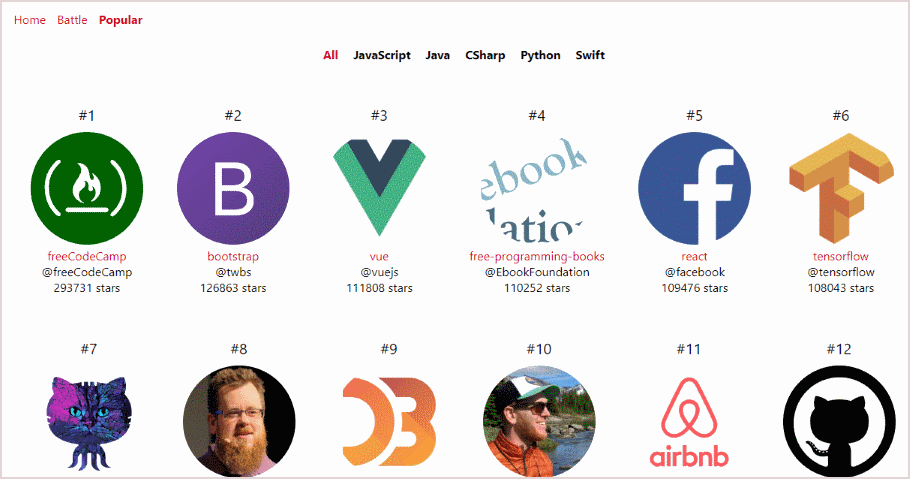 Home Battle Popular
All JavaScript Java CSharp Python Swift
#1 #2 #3 #4 #5 #6
B
ebook
lation
f
freeCodeCamp bootstrap vue free-programming-books react tensorflow
@freeCodeCamp @twbs @vuejs @EbookFoundation @facebook @tensorflow
293731 stars 126863 stars 111808 stars 110252 stars 109476 stars 108043 stars
#7 #8 #9 #10 #11 #12
airbnb